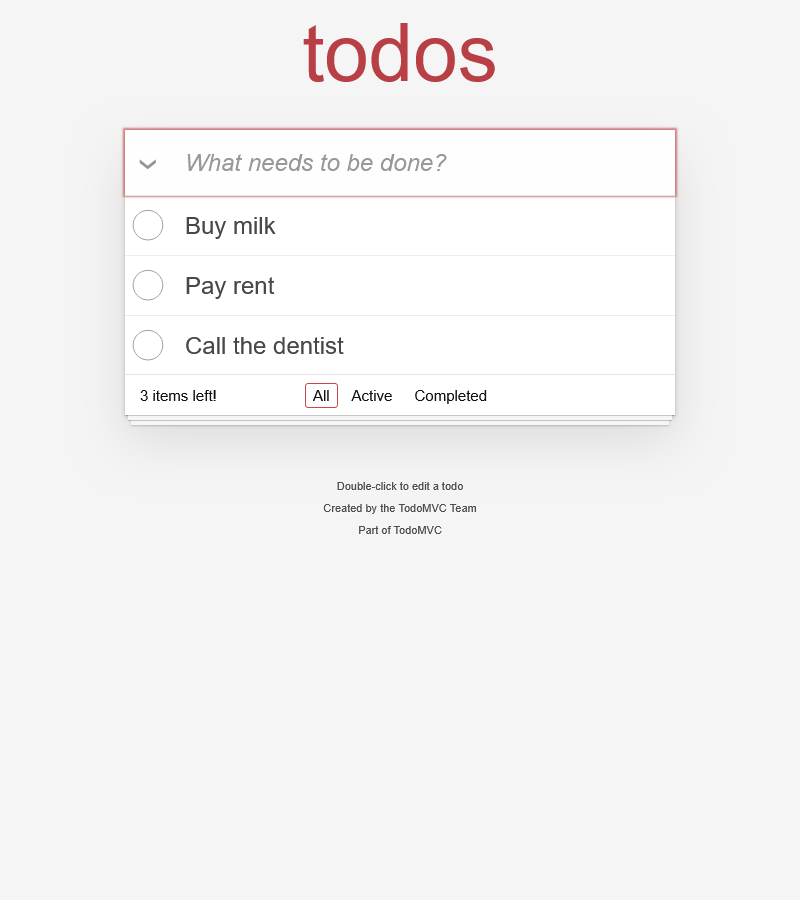 todos
What needs to be done?
Buy milk
Pay rent
Call the dentist
3 items left! All Active Completed
Double-click to edit a todo
Created by the TodoMVC Team
Part of TodoMVC